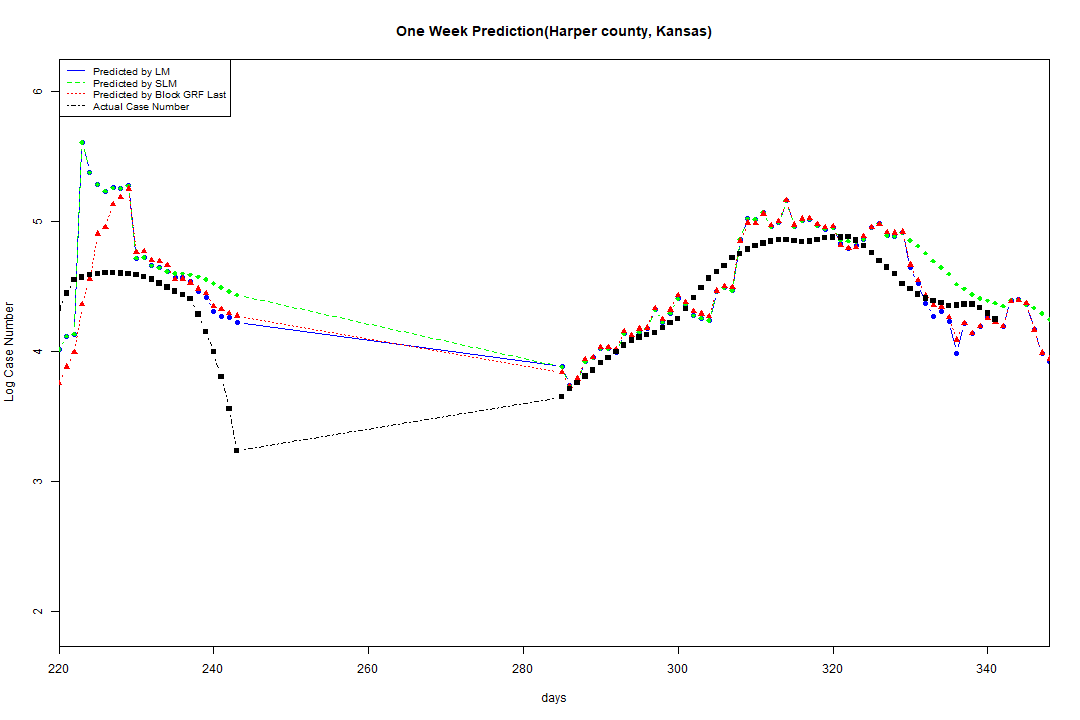 One Week Prediction(Harper county, Kansas)
Predicted by LM
Predicted by SLM
Predicted by Block GRF Last
Actual Case Number
6
5
4
3
2
Log Case Number
220 240 260 280 300 320 340
days